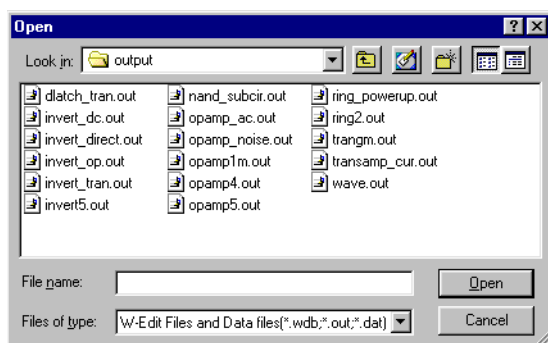 Open
Look in: output
dlatch_tran.out nand_subcir.out ring_powerup.out
invert_dc.out opamp_ac.out ring2.out
invert_direct.out opamp_noise.out trangm.out
invert_op.out opamp1m.out transamp_cur.out
invert_tran.out opamp4.out wave.out
invert5.out opamp5.out
File name: Open
Files of type: W-Edit Files and Data files(*.wdb;*.out;*.dat) Cancel